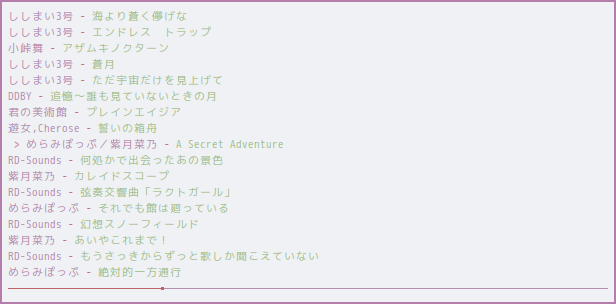 ししまい3号 - 海より蒼く儚げな
ししまい3号 - エンドレス　トラップ
小峠舞 - アザムキノクターン
ししまい3号 - 蒼月
ししまい3号 - ただ宇宙だけを見上げて
DDBY - 追憶～誰も見ていないときの月
君の美術館 - プレインエイジア
遊女,Cherose - 誓いの箱舟
> めらみぽっぷ／紫月菜乃 - A Secret Adventure
RD-Sounds - 何処かで出会ったあの景色
紫月菜乃 - カレイドスコープ
RD-Sounds - 弦奏交響曲「ラクトガール」
めらみぽっぷ - それでも館は廻っている
RD-Sounds - 幻想スノーフィールド
紫月菜乃 - あいやこれまで！
RD-Sounds - もうさっきからずっと歌しか聞こえていない
めらみぽっぷ - 絶対的一方通行